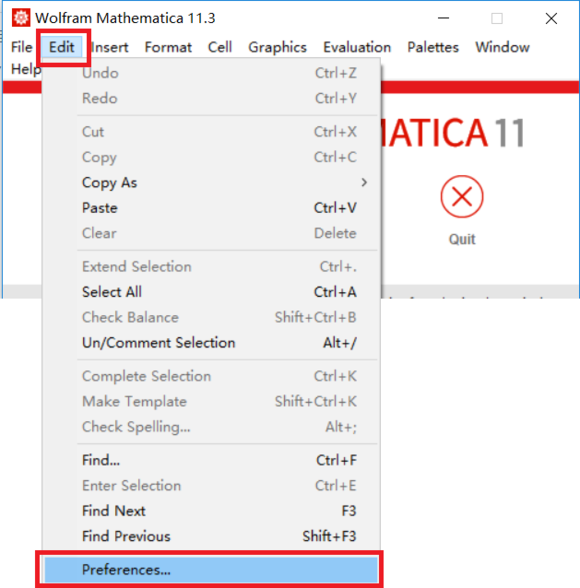 Wolfram Mathematica 11.3
File Edit Insert Format Cell Graphics Evaluation Palettes Window
Help
Undo Ctrl+Z
Redo Ctrl+Y
MATICA 11
Cut Ctrl+X
Copy Ctrl+C
Copy As
Paste Ctrl+V
Clear Delete
Quit
Extend Selection Ctrl+.
Select All Ctrl+A
Check Balance Shift+Ctrl+B
Un/Comment Selection Alt+/
Complete Selection Ctrl+K
Make Template Shift+Ctrl+K
Check Spelling... Alt+;
Find... Ctrl+F
Enter Selection Ctrl+E
Find Next F3
Find Previous Shift+F3
Preferences...